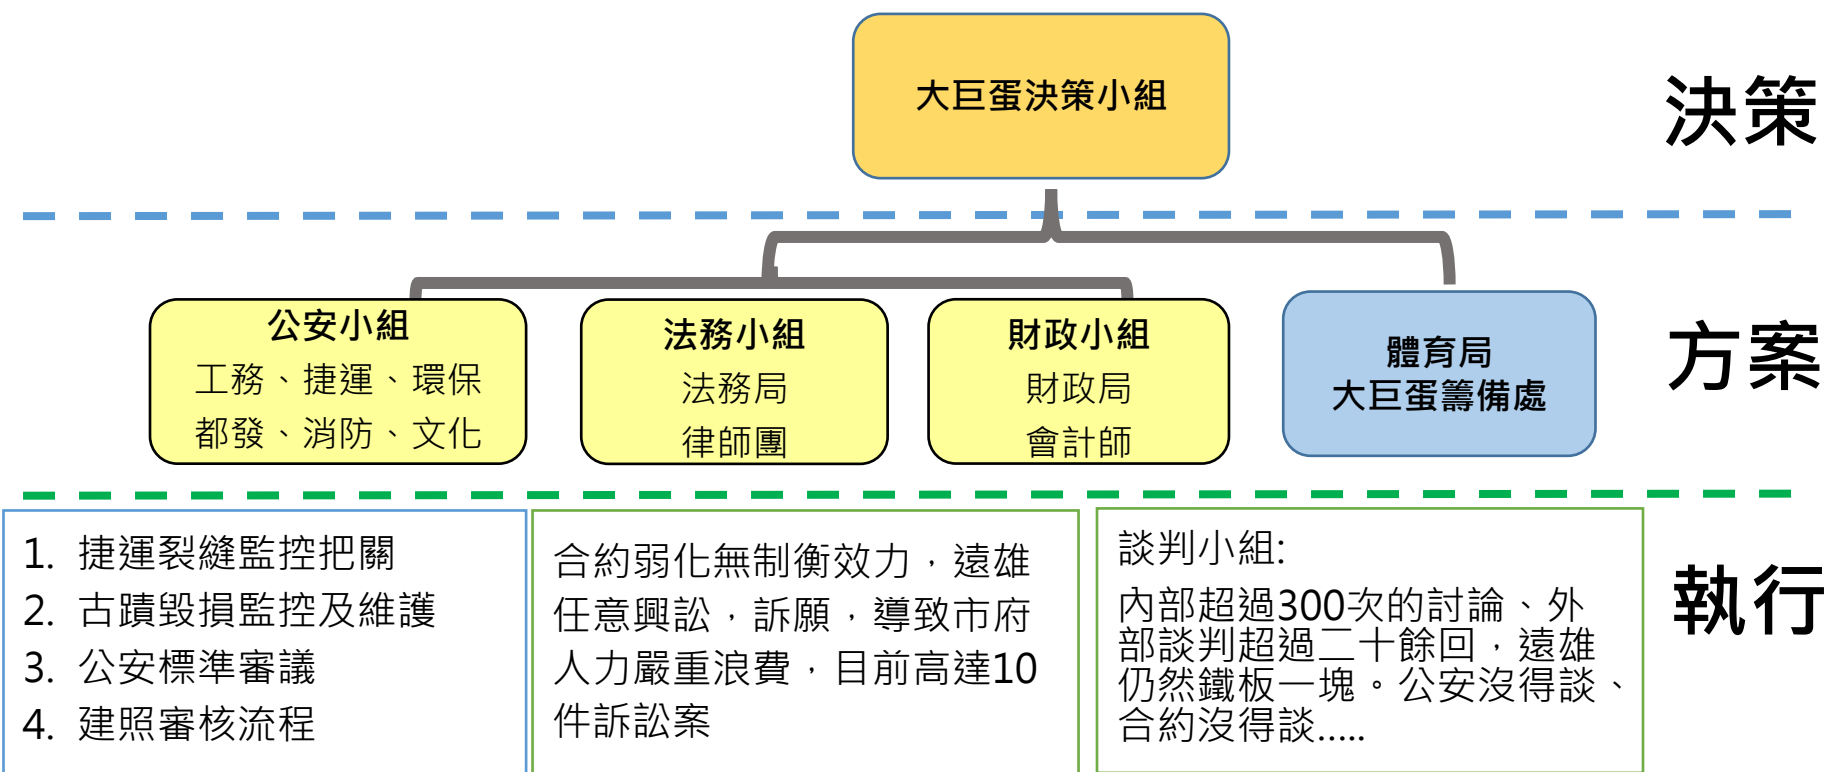 大巨蛋決策小組
決策
公安小組
工務、捷運、環保
都發、消防、文化
法務小組
法務局
律師團
財政小組
財政局
會計師
體育局
大巨蛋籌備處
方案
1. 捷運裂縫監控把關
2. 古蹟毀損監控及維護
3. 公安標準審議
4. 建照審核流程
合約弱化無制衡效力，遠雄
任意興訟，訴願，導致市府
人力嚴重浪費，目前高達10
件訴訟案
談判小組:
內部超過300次的討論、外
部談判超過二十餘回，遠雄
仍然鐵板一塊。公安沒得談、
合約沒得談.....
執行